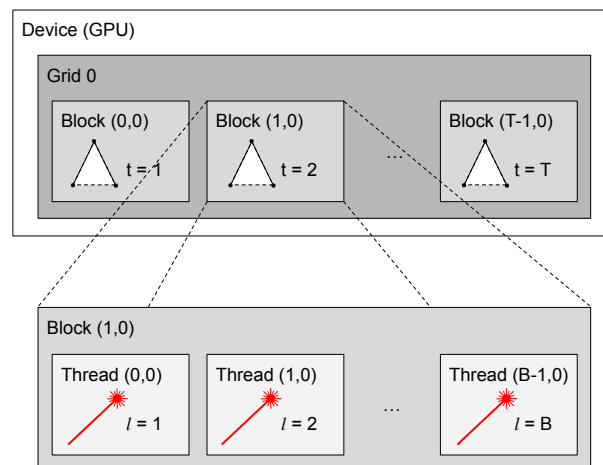 Device (GPU)
Grid 0
Block (0,0)
t = 1
Block (1,0)
t = 2
...
Block (T-1,0)
t = T
Block (1,0)
Thread (0,0)
l = 1
Thread (1,0)
l = 2
...
Thread (B-1,0)
l = B